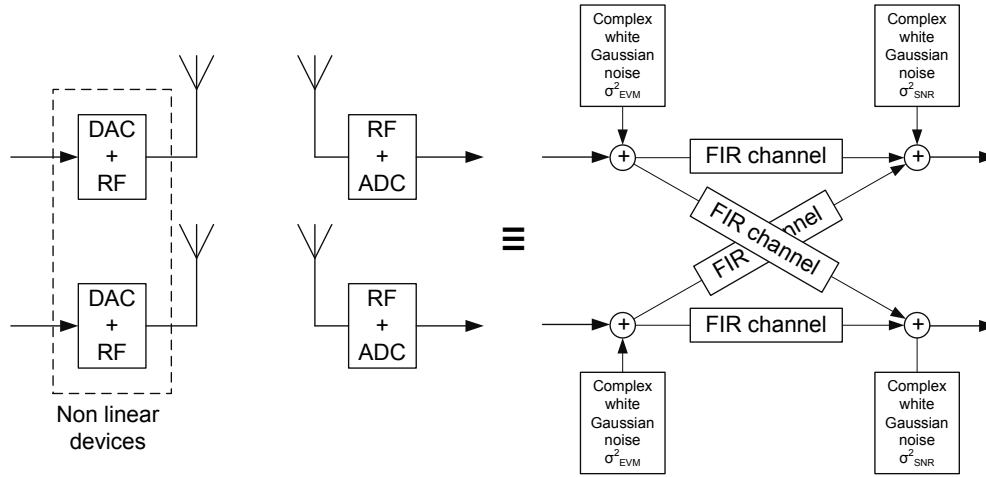 DAC
+
RF
RF
+
ADC
DAC
+
RF
RF
+
ADC
Non linear
devices
≡
Complex
white
Gaussian
noise
σ²EVM
Complex
white
Gaussian
noise
σ²SNR
+
FIR channel
+
FIR channel
FIR channel
+
FIR channel
+
Complex
white
Gaussian
noise
σ²EVM
Complex
white
Gaussian
noise
σ²SNR